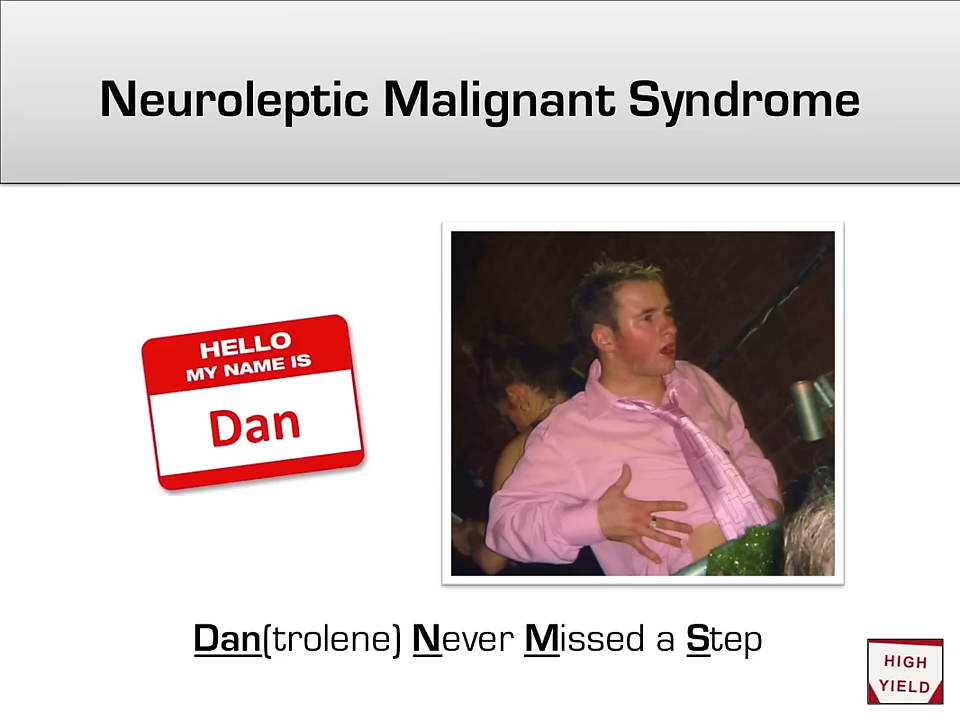 Neuroleptic Malignant Syndrome
HELLO
MY NAME IS
Dan
Dan(trolene) Never Missed a Step
HIGH
YIELD